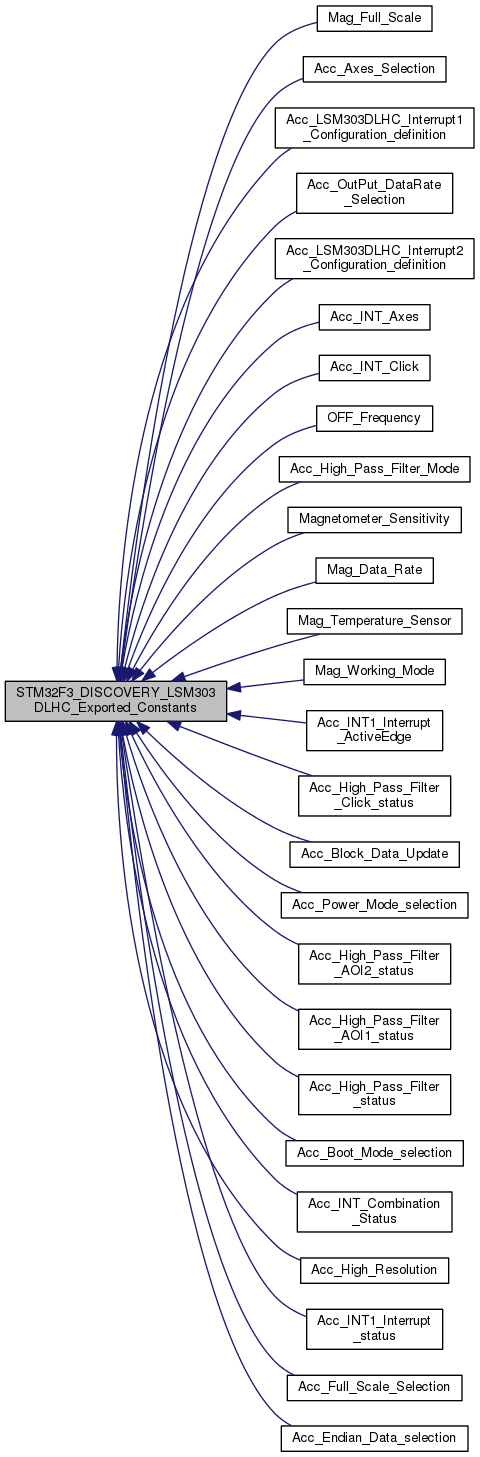 Mag_Full_Scale
Acc_Axes_Selection
Acc_LSM303DLHC_Interrupt1
_Configuration_definition
Acc_OutPut_DataRate
_Selection
Acc_LSM303DLHC_Interrupt2
_Configuration_definition
Acc_INT_Axes
Acc_INT_Click
OFF_Frequency
Acc_High_Pass_Filter_Mode
Magnetometer_Sensitivity
Mag_Data_Rate
Mag_Temperature_Sensor
Mag_Working_Mode
STM32F3_DISCOVERY_LSM303
DLHC_Exported_Constants
Acc_INT1_Interrupt
_ActiveEdge
Acc_High_Pass_Filter
_Click_status
Acc_Block_Data_Update
Acc_Power_Mode_selection
Acc_High_Pass_Filter
_AOI2_status
Acc_High_Pass_Filter
_AOI1_status
Acc_High_Pass_Filter
_status
Acc_Boot_Mode_selection
Acc_INT_Combination
_Status
Acc_High_Resolution
Acc_INT1_Interrupt
_status
Acc_Full_Scale_Selection
Acc_Endian_Data_selection